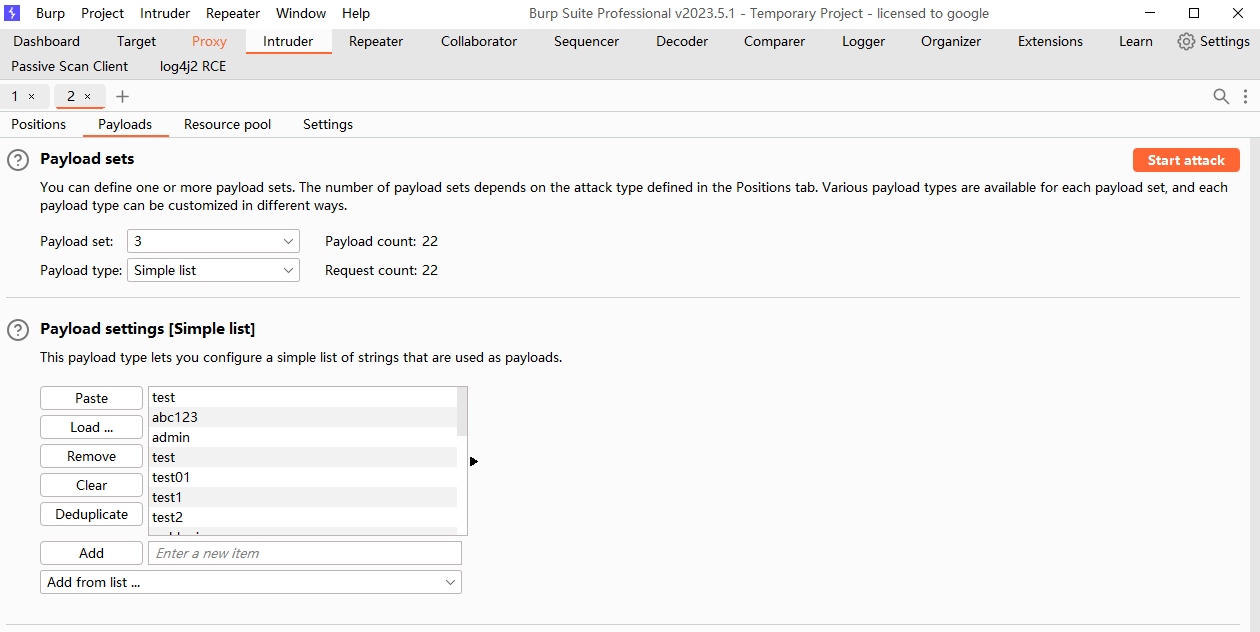 Burp Project Intruder Repeater Window Help Burp Suite Professional v2023.5.1 - Temporary Project - licensed to google
Dashboard Target Proxy Intruder Repeater Collaborator Sequencer Decoder Comparer Logger Organizer Extensions Learn Settings
Passive Scan Client log4j2 RCE
1 × 2 × +
Positions Payloads Resource pool Settings
? Payload sets Start attack
You can define one or more payload sets. The number of payload sets depends on the attack type defined in the Positions tab. Various payload types are available for each payload set, and each
payload type can be customized in different ways.
Payload set: 3 Payload count: 22
Payload type: Simple list Request count: 22
? Payload settings [Simple list]
This payload type lets you configure a simple list of strings that are used as payloads.
Paste test
abc123
Load ...
admin
Remove test
test01
Clear
test1
Deduplicate test2
Add Enter a new item
Add from list ...